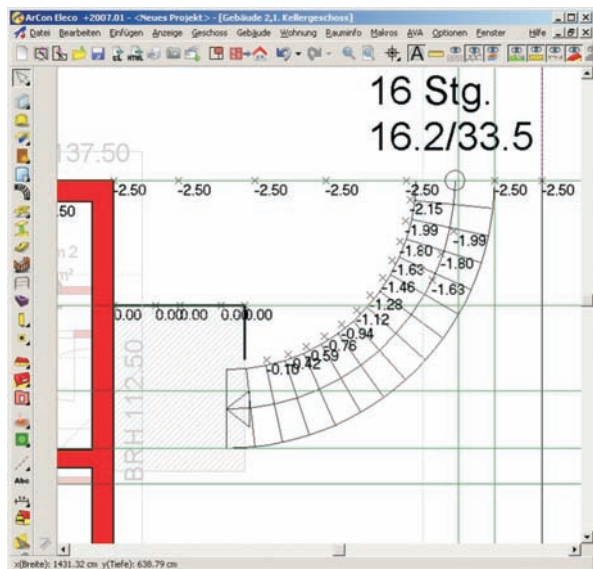 ArCon Eleco +2007.01 - <Neues Projekt> - [Gebäude 2,1. Kellergeschoss]
Datei Bearbeiten Einfügen Anzeige Geschoss Gebäude Wohnung Rauminfo Makros AVA Optionen Fenster Hilfe
HTML
16 Stg.
16.2/33.5
137.50
-2.50 -2.50 -2.50 -2.50 -2.50 -2.50 -2.50
.50
-2.15
-1.99 -1.99
-1.80 -1.80
-1.63 -1.63
-1.46
-1.28
-1.12
-0.94
-0.76
-0.59
-0.42
-0.10
0.00 0.00 0.00 0.00 0.00
m 2
m²
BRH 112.50
Abc
x(Breite): 1431.32 cm y(Tiefe): 638.79 cm